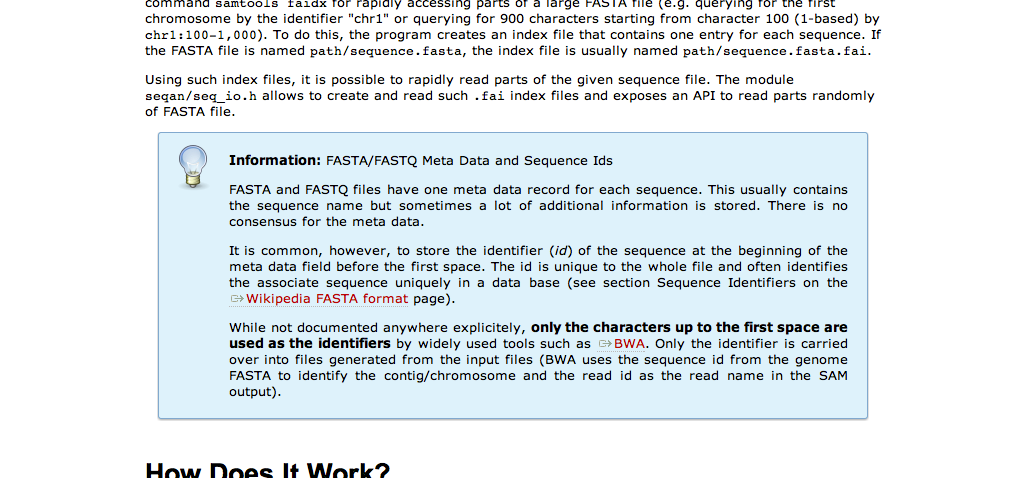 command samtools faidx for rapidly accessing parts of a large FASTA file (e.g. querying for the first
chromosome by the identifier "chr1" or querying for 900 characters starting from character 100 (1-based) by
chr1:100-1,000). To do this, the program creates an index file that contains one entry for each sequence. If
the FASTA file is named path/sequence.fasta, the index file is usually named path/sequence.fasta.fai.
Using such index files, it is possible to rapidly read parts of the given sequence file. The module
seqan/seq_io.h allows to create and read such .fai index files and exposes an API to read parts randomly
of FASTA file.
Information: FASTA/FASTQ Meta Data and Sequence Ids
FASTA and FASTQ files have one meta data record for each sequence. This usually contains
the sequence name but sometimes a lot of additional information is stored. There is no
consensus for the meta data.
It is common, however, to store the identifier (id) of the sequence at the beginning of the
meta data field before the first space. The id is unique to the whole file and often identifies
the associate sequence uniquely in a data base (see section Sequence Identifiers on the
Wikipedia FASTA format page).
While not documented anywhere explicitely, only the characters up to the first space are
used as the identifiers by widely used tools such as BWA. Only the identifier is carried
over into files generated from the input files (BWA uses the sequence id from the genome
FASTA to identify the contig/chromosome and the read id as the read name in the SAM
output).
How Does It Work?